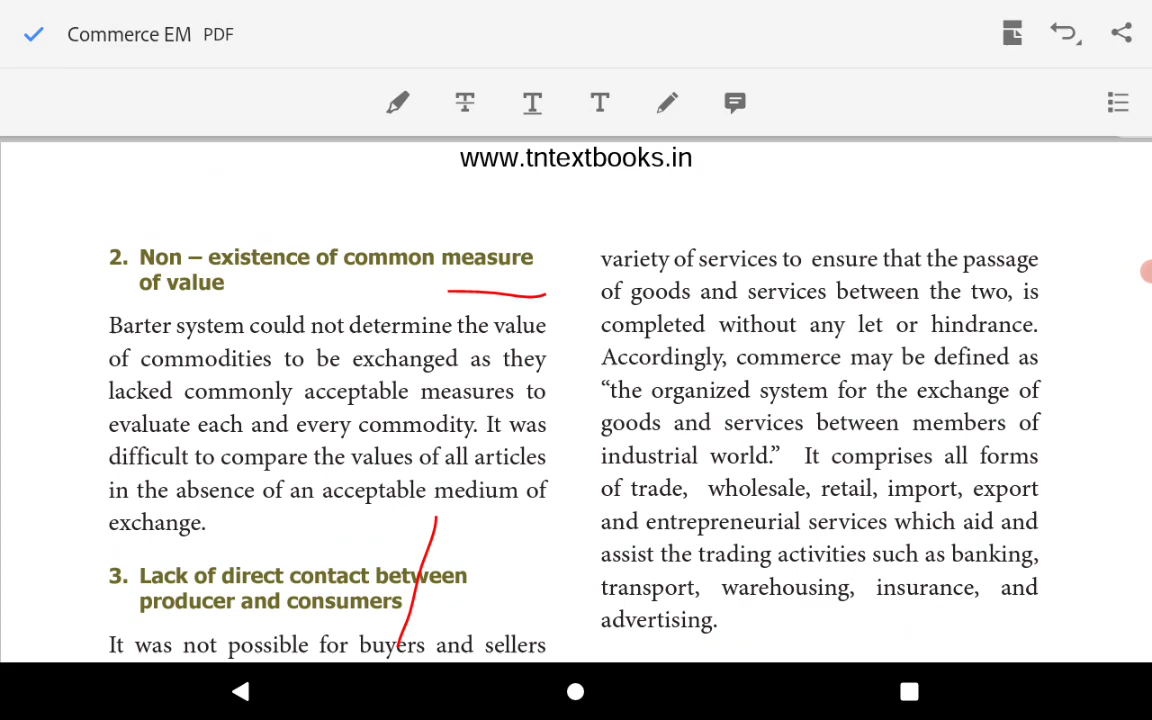 Commerce EM PDF
www.tntextbooks.in
2. Non – existence of common measure
of value
Barter system could not determine the value
of commodities to be exchanged as they
lacked commonly acceptable measures to
evaluate each and every commodity. It was
difficult to compare the values of all articles
in the absence of an acceptable medium of
exchange.
3. Lack of direct contact between
producer and consumers
It was not possible for buyers and sellers
variety of services to ensure that the passage
of goods and services between the two, is
completed without any let or hindrance.
Accordingly, commerce may be defined as
“the organized system for the exchange of
goods and services between members of
industrial world.” It comprises all forms
of trade, wholesale, retail, import, export
and entrepreneurial services which aid and
assist the trading activities such as banking,
transport, warehousing, insurance, and
advertising.